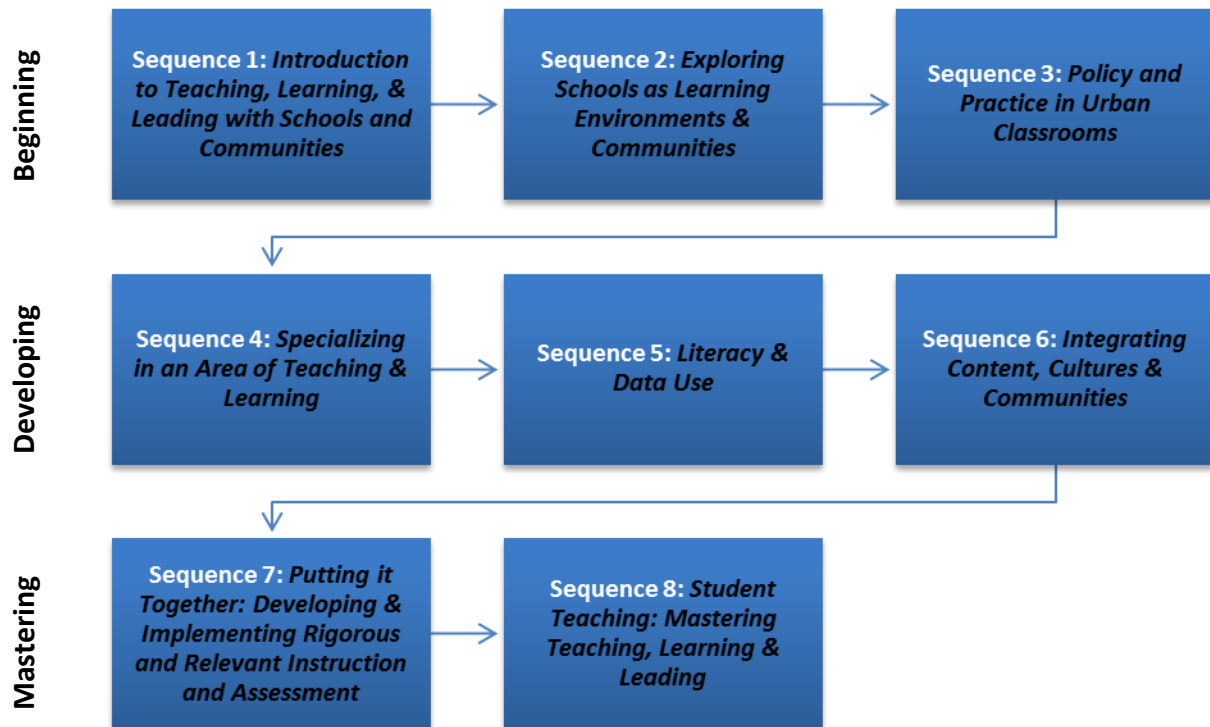 Beginning
Sequence 1: Introduction
to Teaching, Learning, &
Leading with Schools and
Communities
Sequence 2: Exploring
Schools as Learning
Environments &
Communities
Sequence 3: Policy and
Practice in Urban
Classrooms
Developing
Sequence 4: Specializing
in an Area of Teaching &
Learning
Sequence 5: Literacy &
Data Use
Sequence 6: Integrating
Content, Cultures &
Communities
Mastering
Sequence 7: Putting it
Together: Developing &
Implementing Rigorous
and Relevant Instruction
and Assessment
Sequence 8: Student
Teaching: Mastering
Teaching, Learning &
Leading